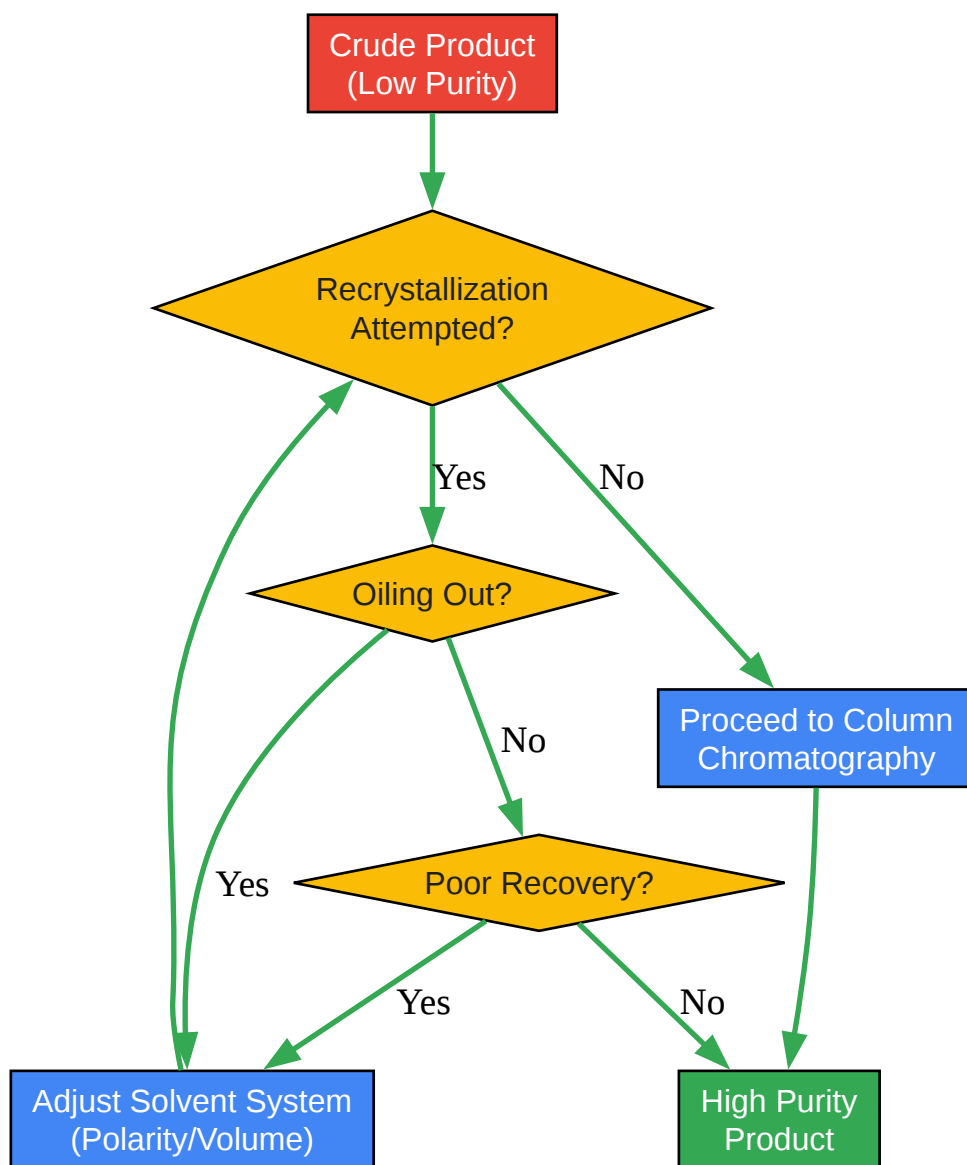 Crude Product
(Low Purity)
Recrystallization
Attempted?
Yes
No
Oiling Out?
No
Proceed to Column
Chromatography
Yes
Poor Recovery?
Yes
No
Adjust Solvent System
(Polarity/Volume)
High Purity
Product